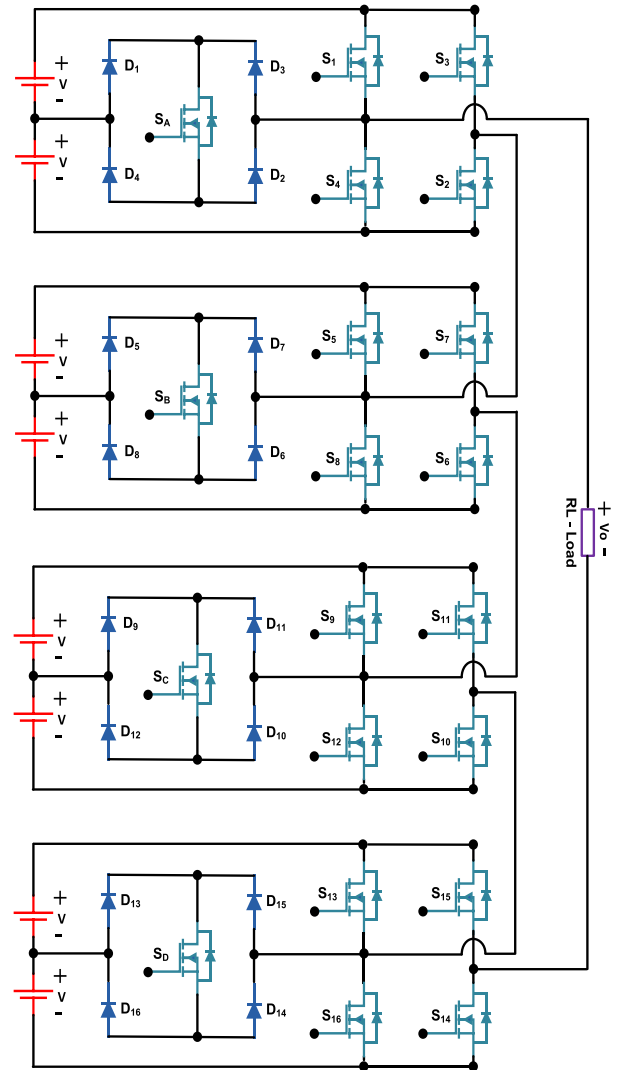 S1 S3
+ V - D1 D3
SA
+ V - D4 D2 S4 S2
S5 S7
+ V - D5 D7
SB
+ V - D8 D6 S8 S6
+ Vo -
RL - Load
S9 S11
+ V - D9 D11
SC
+ V - D12 D10 S12 S10
S13 S15
+ V - D13 D15
SD
+ V - D16 D14 S16 S14